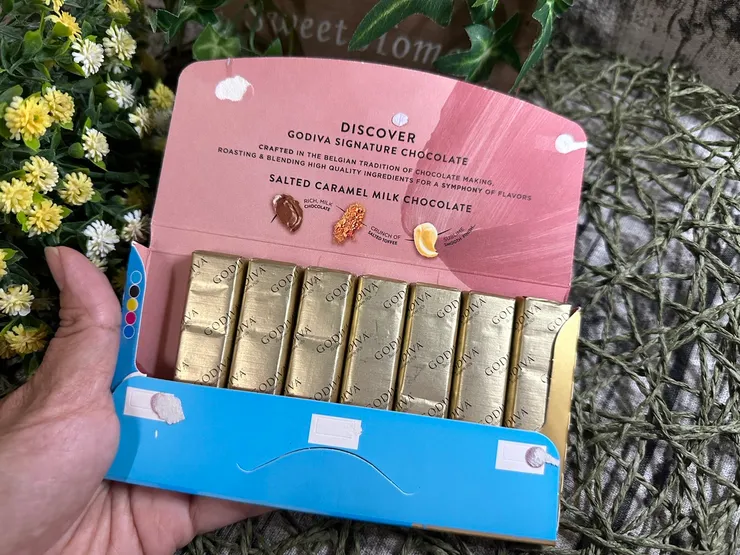 Sweet Home
DISCOVER
GODIVA SIGNATURE CHOCOLATE
CRAFTED IN THE BELGIAN TRADITION OF CHOCOLATE MAKING,
ROASTING & BLENDING HIGH QUALITY INGREDIENTS FOR A SYMPHONY OF FLAVORS
SALTED CARAMEL MILK CHOCOLATE
RICH, MILK
CHOCOLATE
CRUNCH OF
SALTED TOFFEE
GODIVA
GODIVA
GODIVA
GODIVA
GODIVA
GODIVA
GODIVA